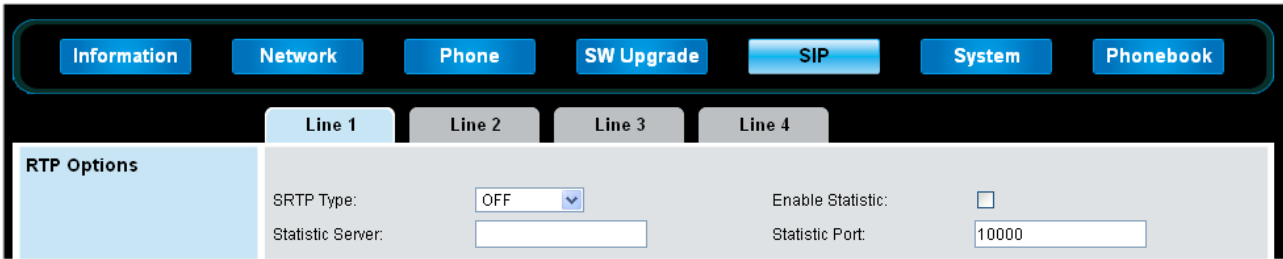 Information Network Phone SW Upgrade SIP System Phonebook
Line 1 Line 2 Line 3 Line 4
RTP Options
SRTP Type: OFF Enable Statistic:
Statistic Server: Statistic Port: 10000